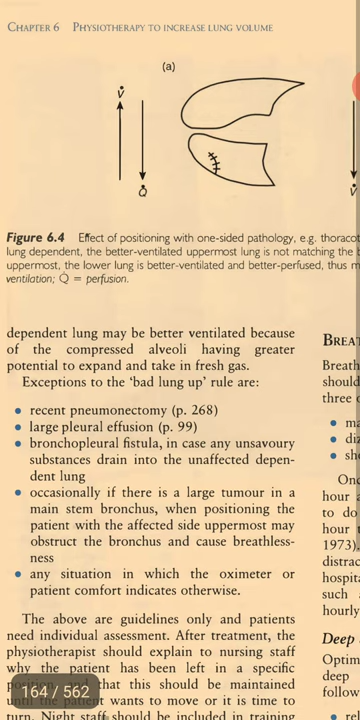 CHAPTER 6 PHYSIOTHERAPY TO INCREASE LUNG VOLUME
(a)
V̇
Q̇
V̇
Figure 6.4 Effect of positioning with one-sided pathology, e.g. thoracot
lung dependent, the better-ventilated uppermost lung is not matching the b
uppermost, the lower lung is better-ventilated and better-perfused, thus m
ventilation; Q̇ = perfusion.
dependent lung may be better ventilated because
of the compressed alveoli having greater
potential to expand and take in fresh gas.
Exceptions to the 'bad lung up' rule are:
• recent pneumonectomy (p. 268)
• large pleural effusion (p. 99)
• bronchopleural fistula, in case any unsavoury
substances drain into the unaffected depen-
dent lung
• occasionally if there is a large tumour in a
main stem bronchus, when positioning the
patient with the affected side uppermost may
obstruct the bronchus and cause breathless-
ness
• any situation in which the oximeter or
patient comfort indicates otherwise.
The above are guidelines only and patients
need individual assessment. After treatment, the
physiotherapist should explain to nursing staff
why the patient has been left in a specific
position, and that this should be maintained
until the patient wants to move or it is time to
turn. Night staff should be included in training
BREAT
Breath
should
three c
• ma
• diz
• sho
Onc
hour a
to do
hour t
1973),
distrac
hospita
such a
hourly
Deep
Optim
deep
follow
164 / 562